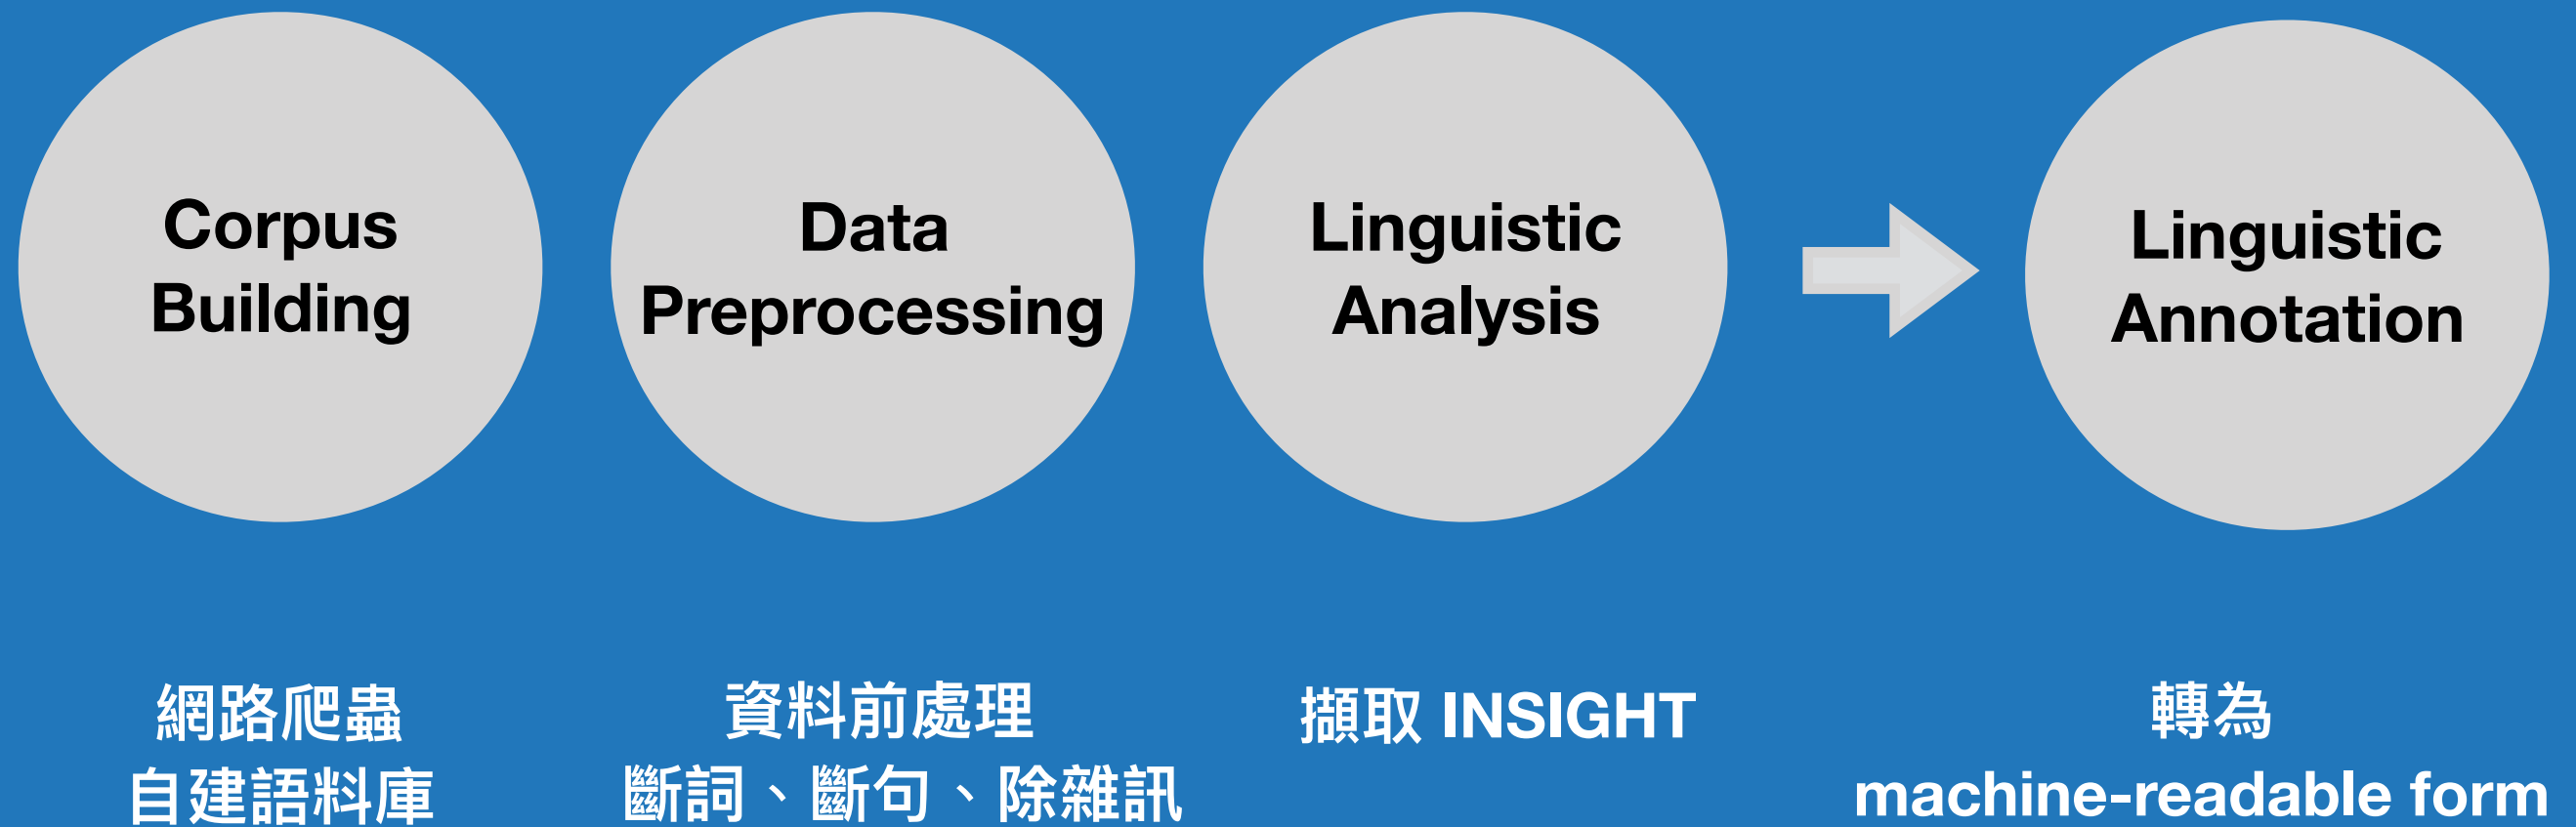 Corpus
Building
Data
Preprocessing
Linguistic
Analysis
Linguistic
Annotation
網路爬蟲
自建語料庫
資料前處理
斷詞、斷句、除雜訊
擷取 INSIGHT
轉為
machine-readable form